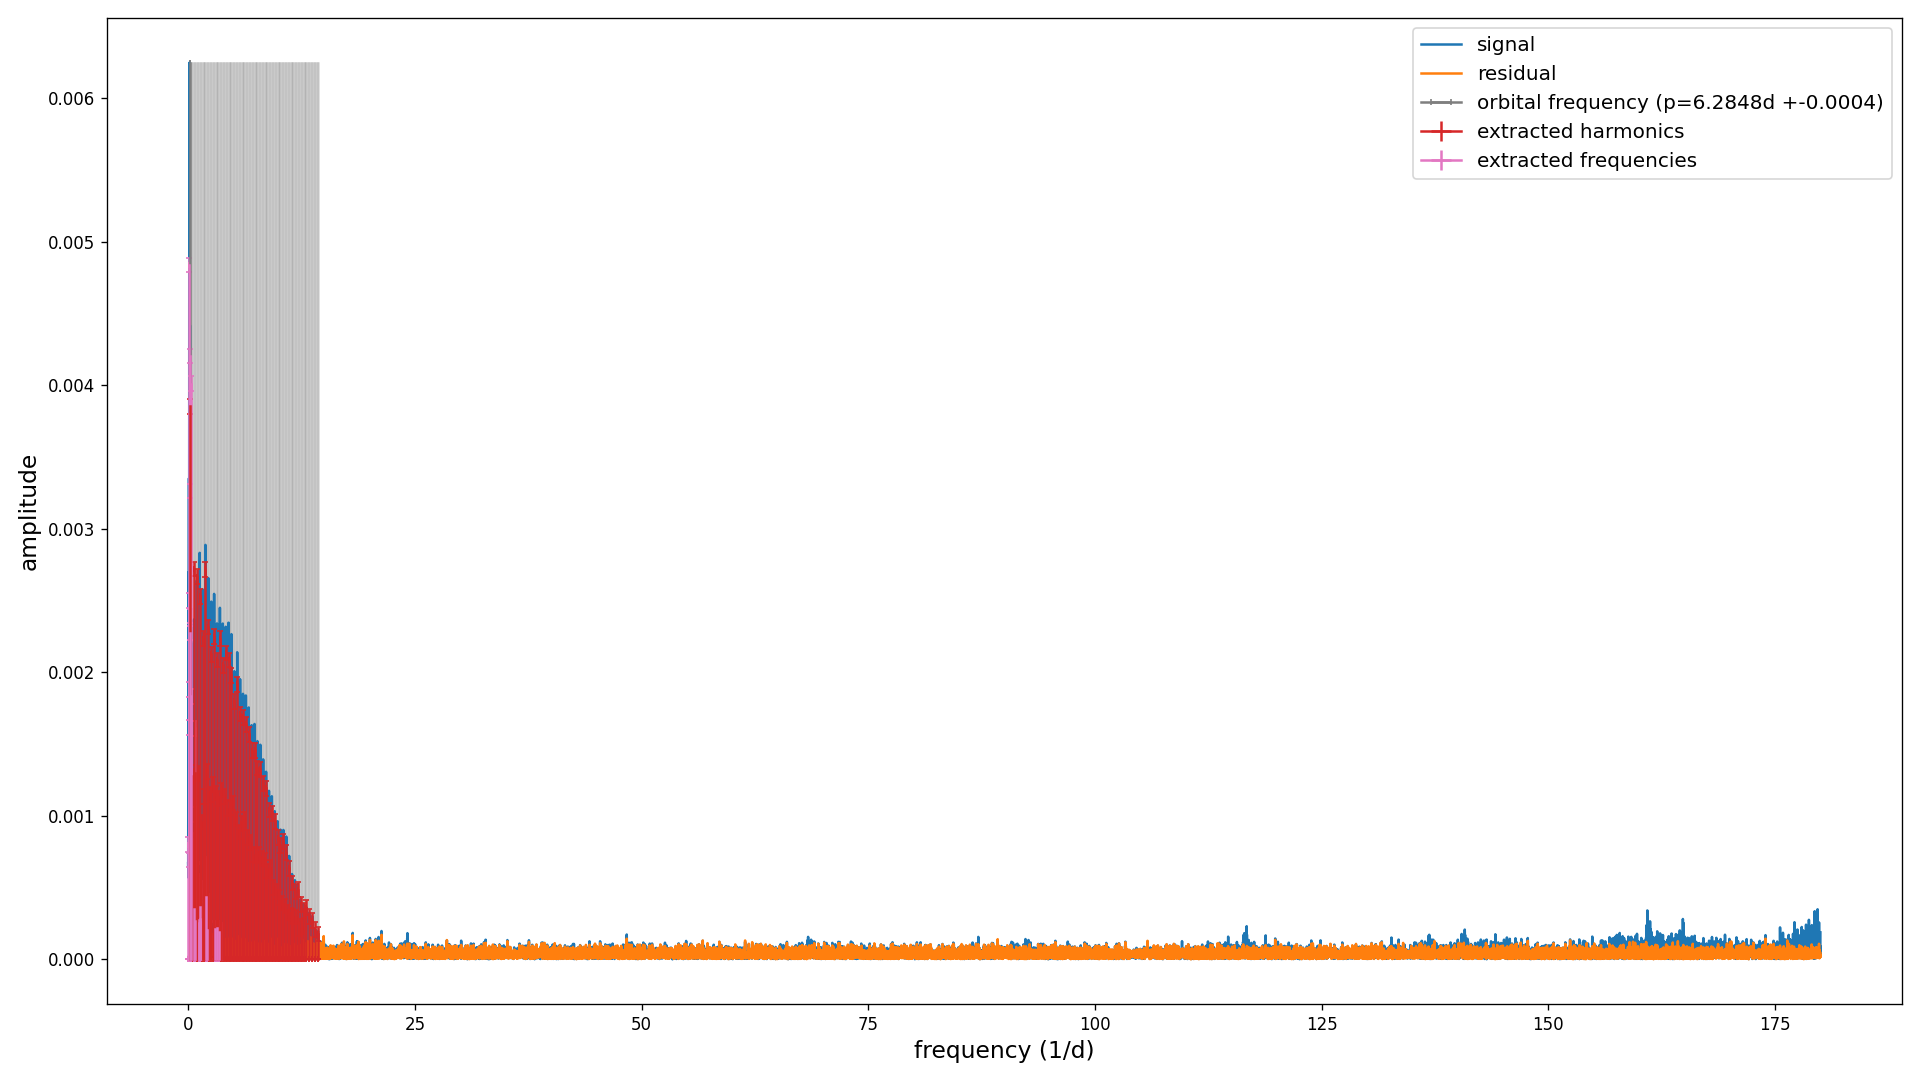 signal
residual
orbital frequency (p=6.2848d +-0.0004)
extracted harmonics
extracted frequencies
amplitude
0.006
0.005
0.004
0.003
0.002
0.001
0.000
0
25
50
75
100
125
150
175
frequency (1/d)